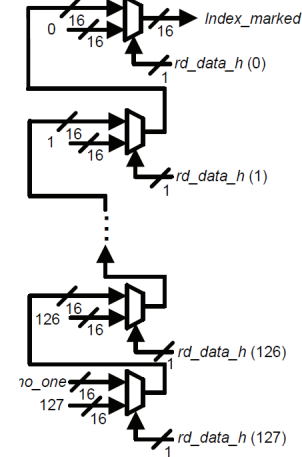 16
0
16
16
Index_marked
rd_data_h (0)
1
16
1
16
rd_data_h (1)
1
16
126
16
rd_data_h (126)
1
no_one
16
127
16
rd_data_h (127)
1